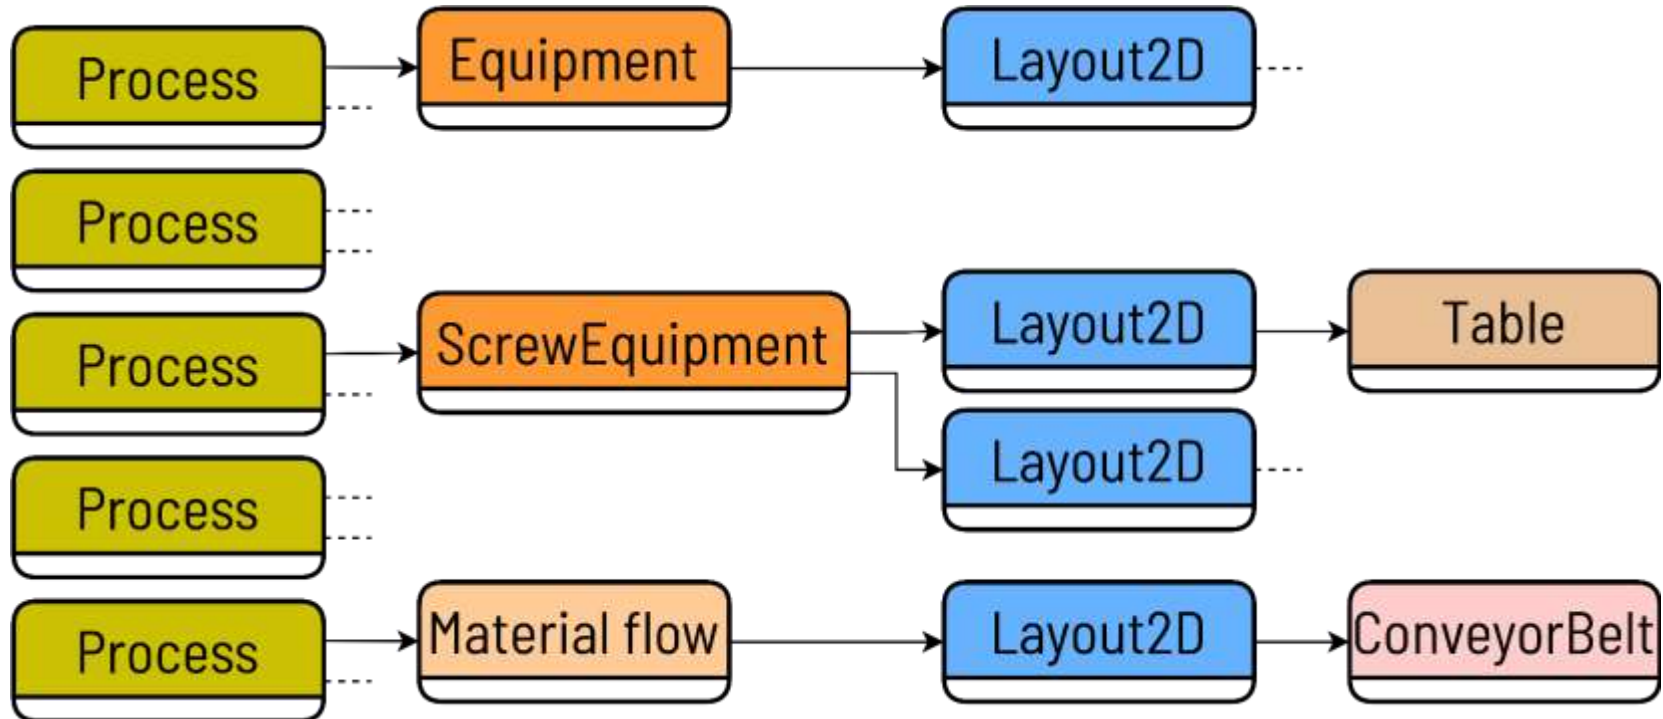 Process
Equipment
Layout2D
Process
Process
ScrewEquipment
Layout2D
Table
Layout2D
Process
Process
Material flow
Layout2D
ConveyorBelt